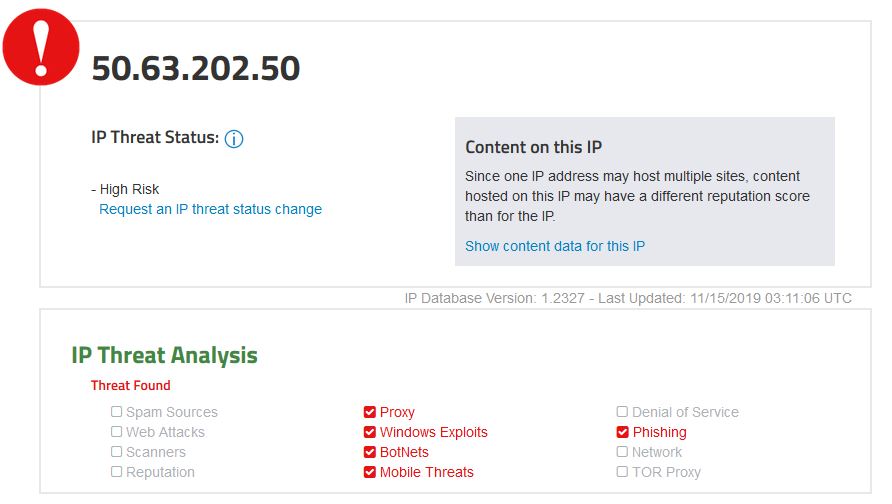 50.63.202.50
IP Threat Status:
- High Risk
Request an IP threat status change
Content on this IP
Since one IP address may host multiple sites, content
hosted on this IP may have a different reputation score
than for the IP.
Show content data for this IP
IP Database Version: 1.2327 - Last Updated: 11/15/2019 03:11:06 UTC
IP Threat Analysis
Threat Found
Spam Sources
Web Attacks
Scanners
Reputation
Proxy
Windows Exploits
BotNets
Mobile Threats
Denial of Service
Phishing
Network
TOR Proxy